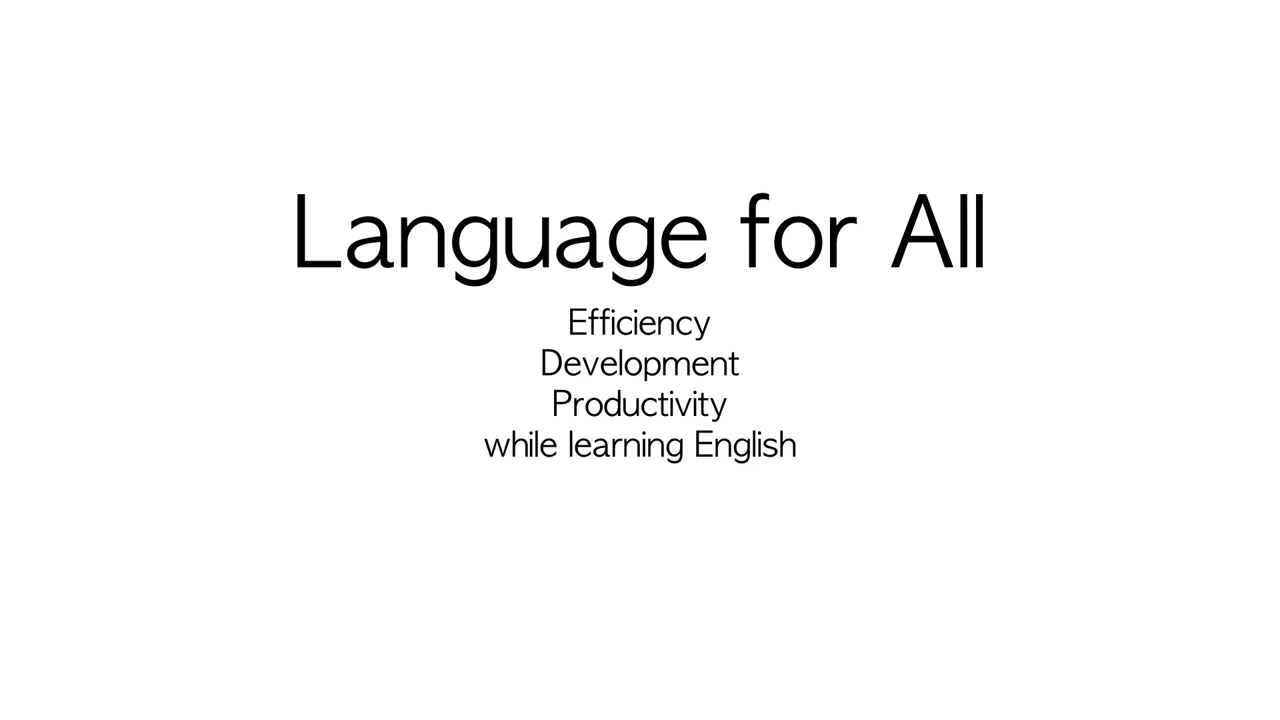 Language for All
Efficiency
Development
Productivity
while learning English